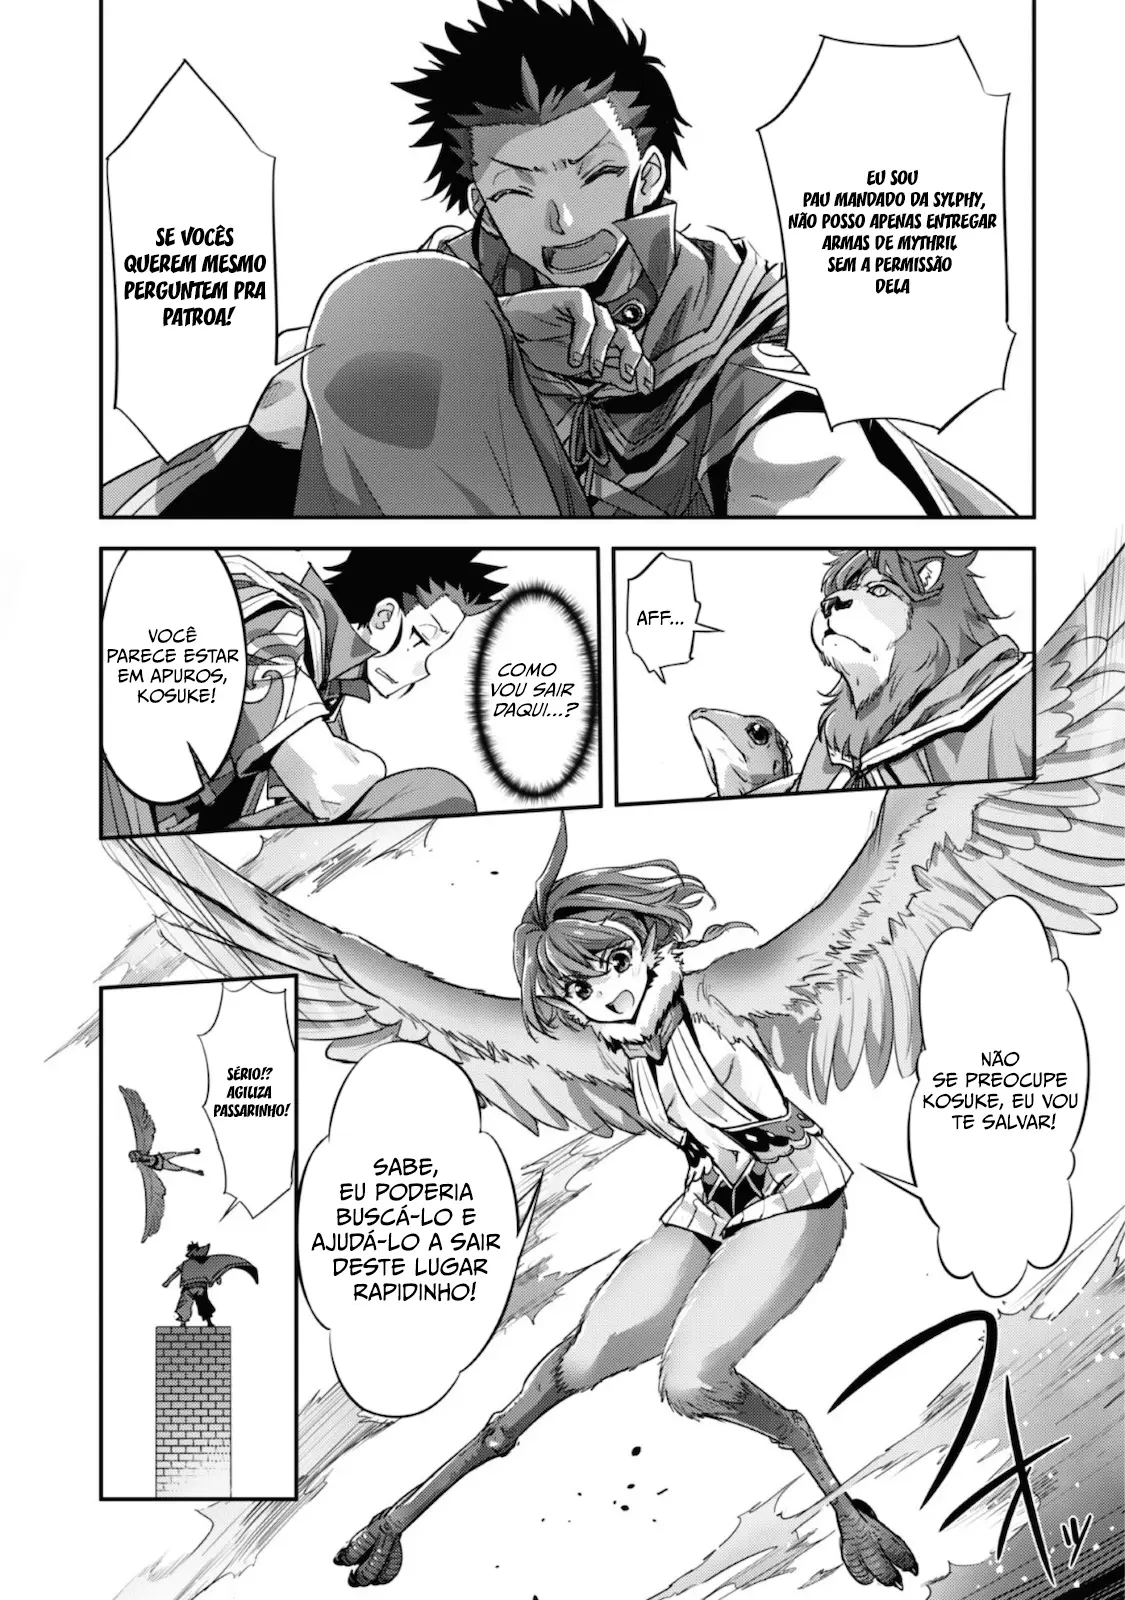 EU SOU
PAU MANDADO DA SYLPHY,
NÃO POSSO APENAS ENTREGAR
ARMAS DE MYTHRIL
SEM A PERMISSÃO
DELA
SE VOCÊS
QUEREM MESMO
PERGUNTEM PRA
PATROA!
AFF...
COMO
VOU SAIR
DAQUI...?
VOCÊ
PARECE ESTAR
EM APUROS,
KOSUKE!
NÃO
SE PREOCUPE
KOSUKE, EU VOU
TE SALVAR!
SABE,
EU PODERIA
BUSCÁ-LO E
AJUDÁ-LO A SAIR
DESTE LUGAR
RAPIDINHO!
SÉRIO!?
AGILIZA
PASSARINHO!